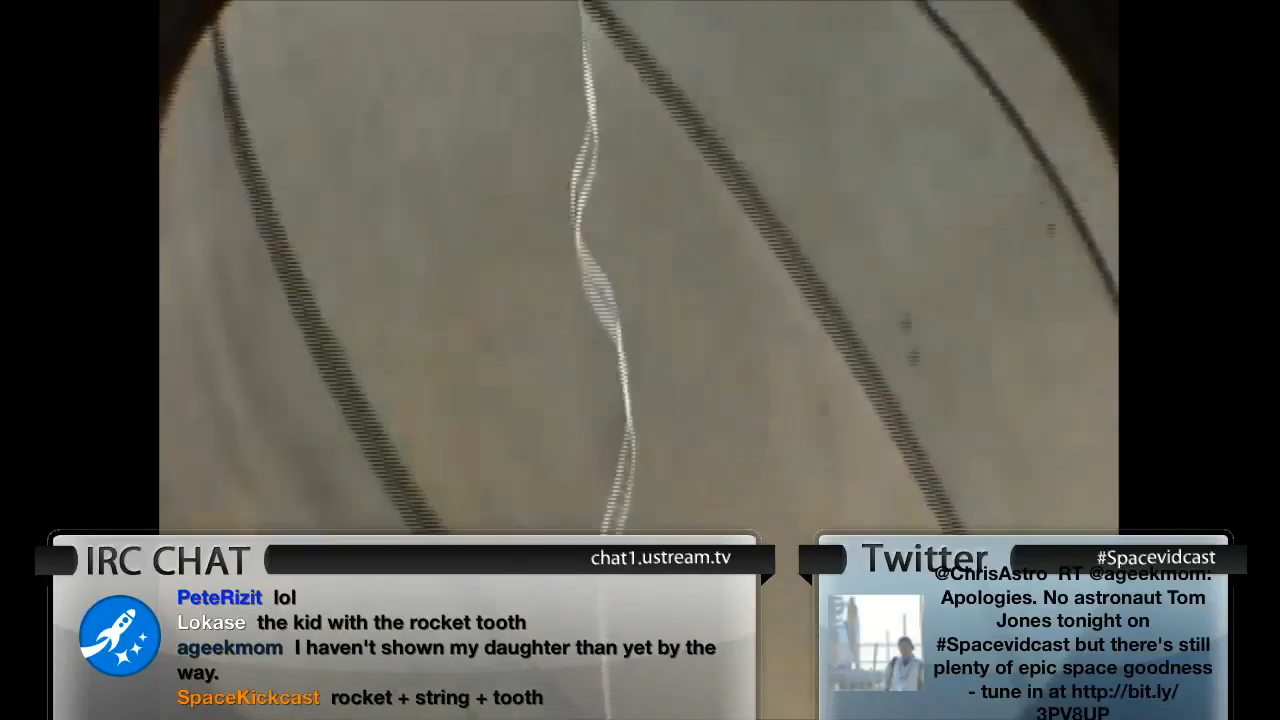 IRC CHAT
chat1.ustream.tv
PeteRizit lol
Lokase the kid with the rocket tooth
ageekmom I haven't shown my daughter than yet by the
way.
SpaceKickcast rocket + string + tooth
Twitter
#Spacevidcast
@ChrisAstro RT @ageekmom:
Apologies. No astronaut Tom
Jones tonight on
#Spacevidcast but there's still
plenty of epic space goodness
- tune in at http://bit.ly/
3PV8UP